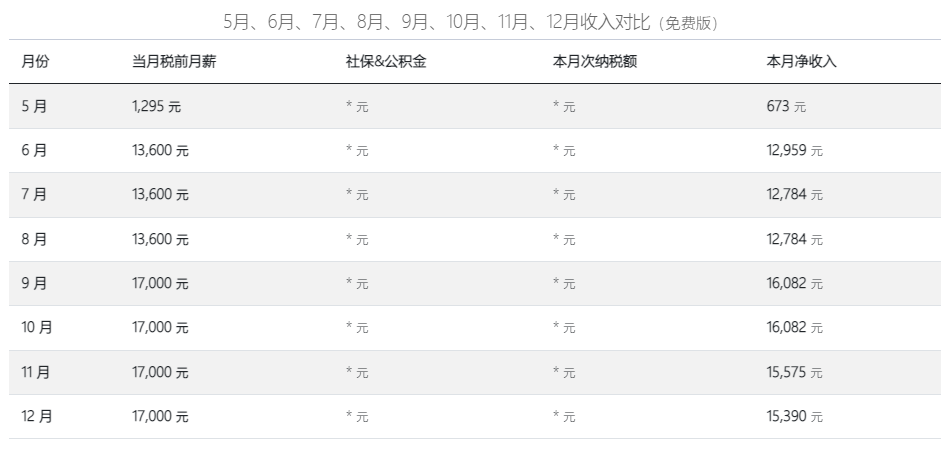 5月、6月、7月、8月、9月、10月、11月、12月收入对比（免费版）
月份 当月税前月薪 社保&公积金 本月次纳税额 本月净收入
5 月 1,295 元 * 元 * 元 673 元
6 月 13,600 元 * 元 * 元 12,959 元
7 月 13,600 元 * 元 * 元 12,784 元
8 月 13,600 元 * 元 * 元 12,784 元
9 月 17,000 元 * 元 * 元 16,082 元
10 月 17,000 元 * 元 * 元 16,082 元
11 月 17,000 元 * 元 * 元 15,575 元
12 月 17,000 元 * 元 * 元 15,390 元